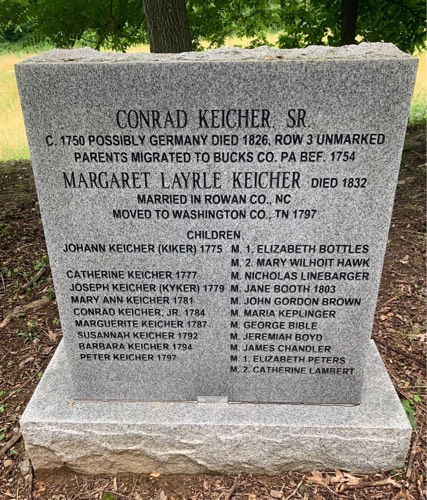 CONRAD KEICHER SR.
C. 1750 POSSIBLY GERMANY DIED 1826, ROW 3 UNMARKED
PARENTS MIGRATED TO BUCKS CO. PA BEF. 1754
MARGARET LAYRLE KEICHER DIED 1832
MARRIED IN ROWAN CO., NC
MOVED TO WASHINGTON CO., TN 1797
CHILDREN
JOHANN KEICHER (KIKER) 1775 M. 1. ELIZABETH BOTTLES
M. 2. MARY WILHOIT HAWK
CATHERINE KEICHER 1777 M. NICHOLAS LINEBARGER
JOSEPH KEICHER (KYKER) 1779 M. JANE BOOTH 1803
MARY ANN KEICHER 1781 M. JOHN GORDON BROWN
CONRAD KEICHER, JR. 1784 M. MARIA KEPLINGER
MARGUERITE KEICHER 1787 M. GEORGE BIBLE
SUSANNAH KEICHER 1792 M. JEREMIAH BOYD
BARBARA KEICHER 1794 M. JAMES CHANDLER
PETER KEICHER 1797 M. 1. ELIZABETH PETERS
M. 2. CATHERINE LAMBERT